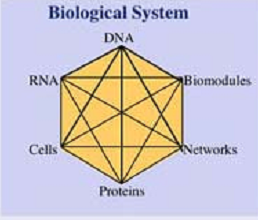 Biological System
DNA
RNA
Biomodules
Cells
Networks
Proteins